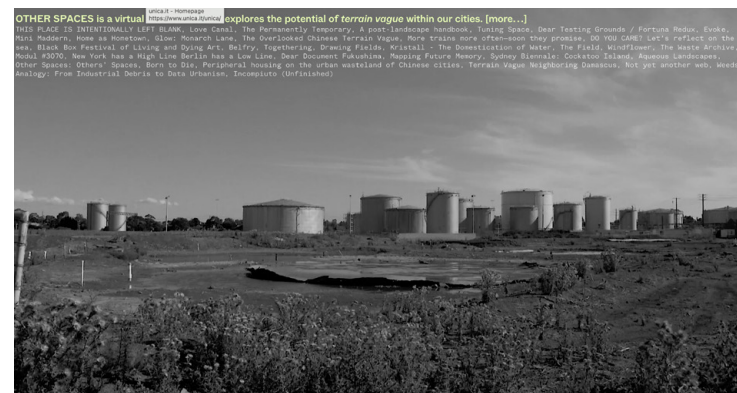 OTHER SPACES is a virtual explores the potential of terrain vague within our cities. [more...]
unica.it - Homepage
https://www.unica.it/unica/
THIS PLACE IS INTENTIONALLY LEFT BLANK, Love Canal, The Permanently Temporary, A post-landscape handbook, Tuning Space, Dear Testing Grounds / Fortuna Redux, Evoke,
Mini Maddern, Home as Hometown, Glow: Monarch Lane, The Overlooked Chinese Terrain Vague, More trains more often—soon they promise, DO YOU CARE? Let's reflect on the
sea, Black Box Festival of Living and Dying Art, Belfry, Togethering, Drawing Fields, Kristall - The Domestication of Water, The Field, Windflower, The Waste Archive,
Modul #3070, New York has a High Line Berlin has a Low Line, Dear Document Fukushima, Mapping Future Memory, Sydney Biennale: Cockatoo Island, Aqueous Landscapes,
Other Spaces: Others' Spaces, Born to Die, Peripheral housing on the urban wasteland of Chinese cities, Terrain Vague Neighboring Damascus, Not yet another web, Weeds
Analogy: From Industrial Debris to Data Urbanism, Incompiuto (Unfinished)